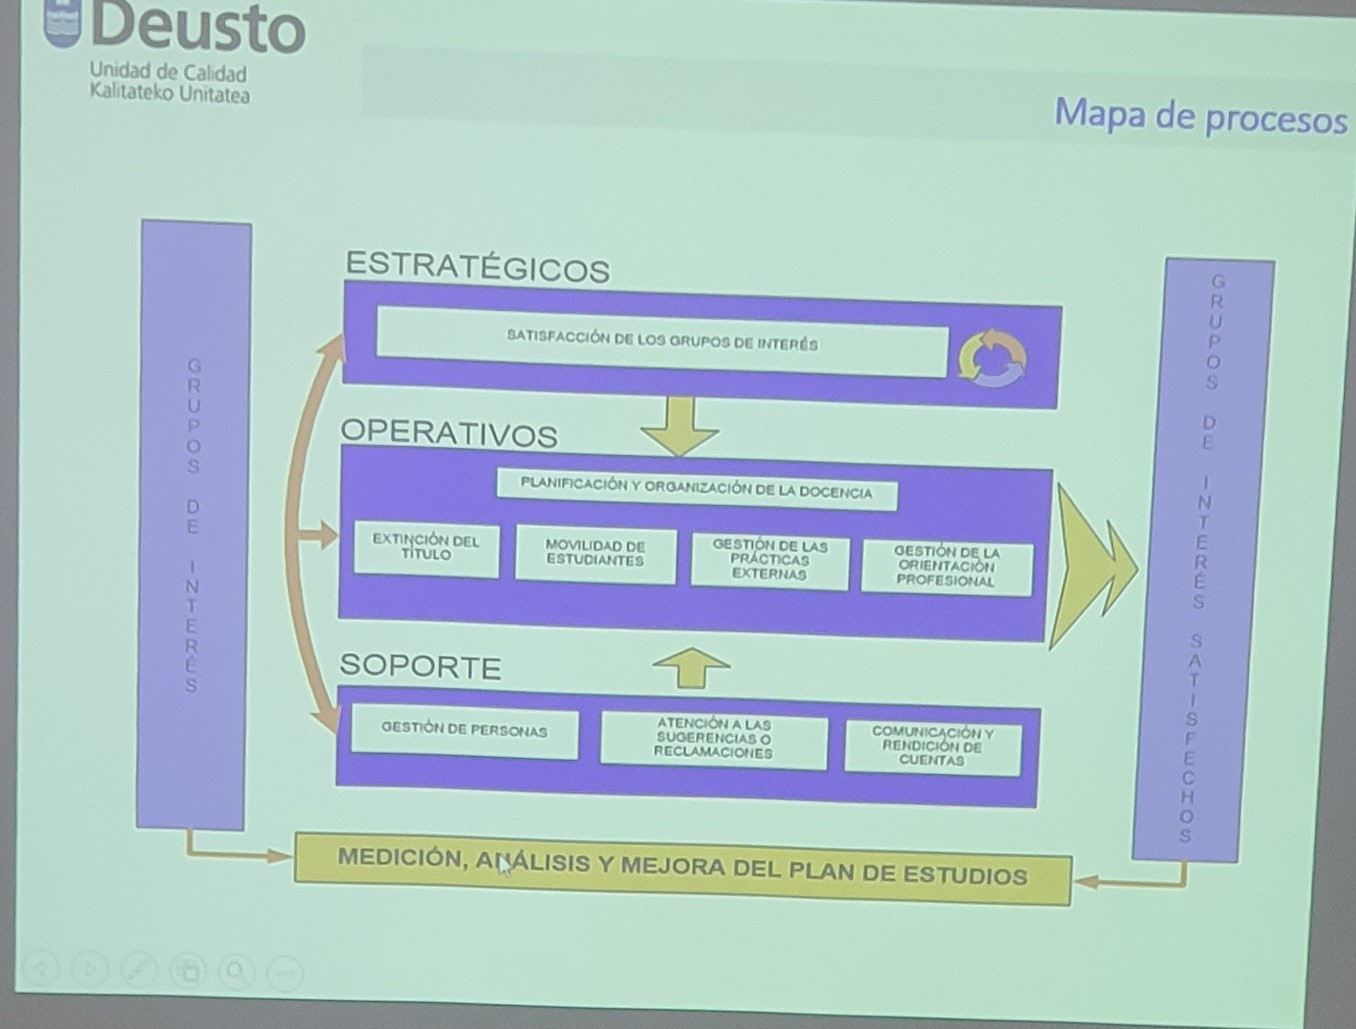 Deusto
Unidad de Calidad
Kalitateko Unitatea
Mapa de procesos
GRUPOS DE INTERÉS
ESTRATÉGICOS
SATISFACCIÓN DE LOS GRUPOS DE INTERÉS
OPERATIVOS
PLANIFICACIÓN Y ORGANIZACIÓN DE LA DOCENCIA
EXTINCIÓN DEL
TÍTULO
MOVILIDAD DE
ESTUDIANTES
GESTIÓN DE LAS
PRÁCTICAS
EXTERNAS
GESTIÓN DE LA
ORIENTACIÓN
PROFESIONAL
SOPORTE
GESTIÓN DE PERSONAS
ATENCIÓN A LAS
SUGERENCIAS O
RECLAMACIONES
COMUNICACIÓN Y
RENDICIÓN DE
CUENTAS
GRUPOS DE INTERÉS SATISFECHOS
MEDICIÓN, ANÁLISIS Y MEJORA DEL PLAN DE ESTUDIOS